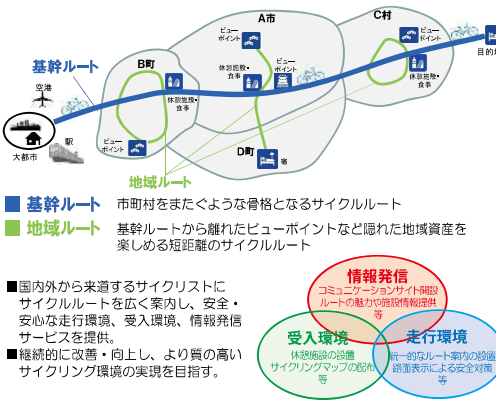 A市
C村
ビュー
ポイント
ビュー
ポイント
基幹ルート
B町
休憩施設・
食事
ビュー
ポイント
目的地
空港
休憩施設・
食事
休憩施設・
食事
駅
ビュー
ポイント
大都市
D町
宿
地域ルート
基幹ルート 市町村をまたぐような骨格となるサイクルルート
地域ルート 基幹ルートから離れたビューポイントなど隠れた地域資産を
楽しめる短距離のサイクルルート
■国内外から来道するサイクリストに
サイクルルートを広く案内し、安全・
安心な走行環境、受入環境、情報発信
サービスを提供。
■継続的に改善・向上し、より質の高い
サイクリング環境の実現を目指す。
情報発信
コミュニケーションサイト開設
ルートの魅力や施設情報提供
等
受入環境
休憩施設の設置
サイクリングマップの配布
等
走行環境
統一的なルート案内の設置
路面表示による安全対策
等